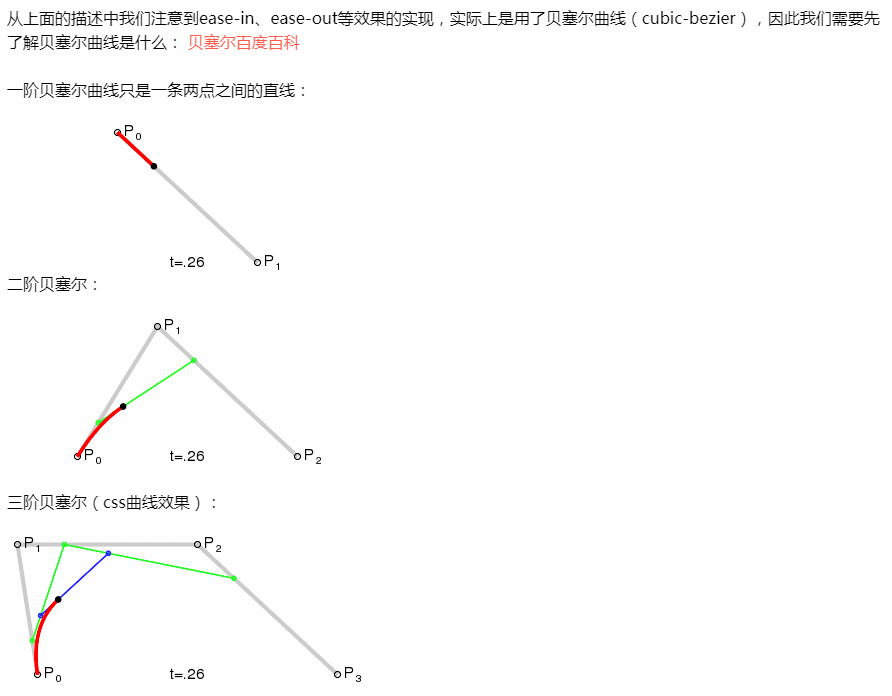 从上面的描述中我们注意到ease-in、ease-out等效果的实现，实际上是用了贝塞尔曲线（cubic-bezier），因此我们需要先
了解贝塞尔曲线是什么： 贝塞尔百度百科
一阶贝塞尔曲线只是一条两点之间的直线：
P0
t=.26
P1
二阶贝塞尔：
P1
P0
t=.26
P2
三阶贝塞尔（css曲线效果）：
P1
P2
P0
t=.26
P3